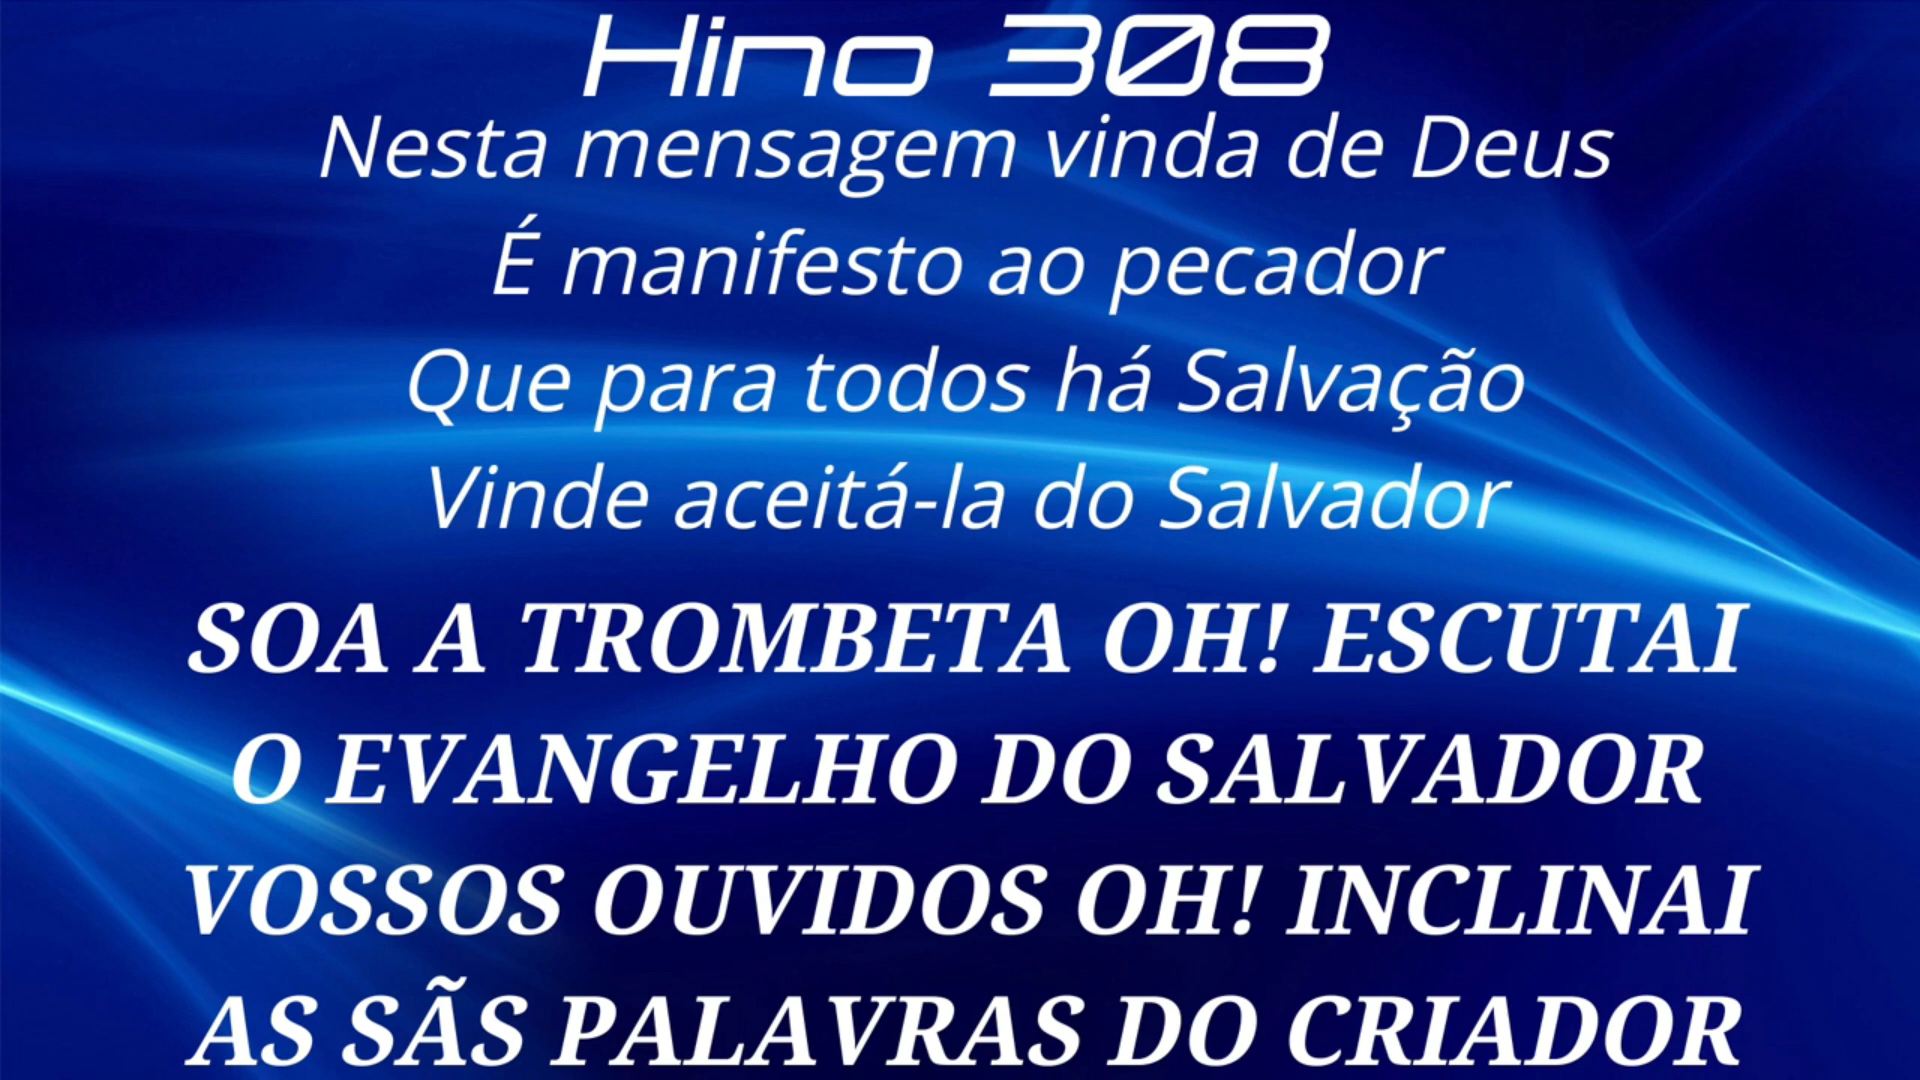 Hino 308
Nesta mensagem vinda de Deus
É manifesto ao pecador
Que para todos há Salvação
Vinde aceitá-la do Salvador
SOA A TROMBETA OH! ESCUTAI
O EVANGELHO DO SALVADOR
VOSSOS OUVIDOS OH! INCLINAI
AS SÃS PALAVRAS DO CRIADOR